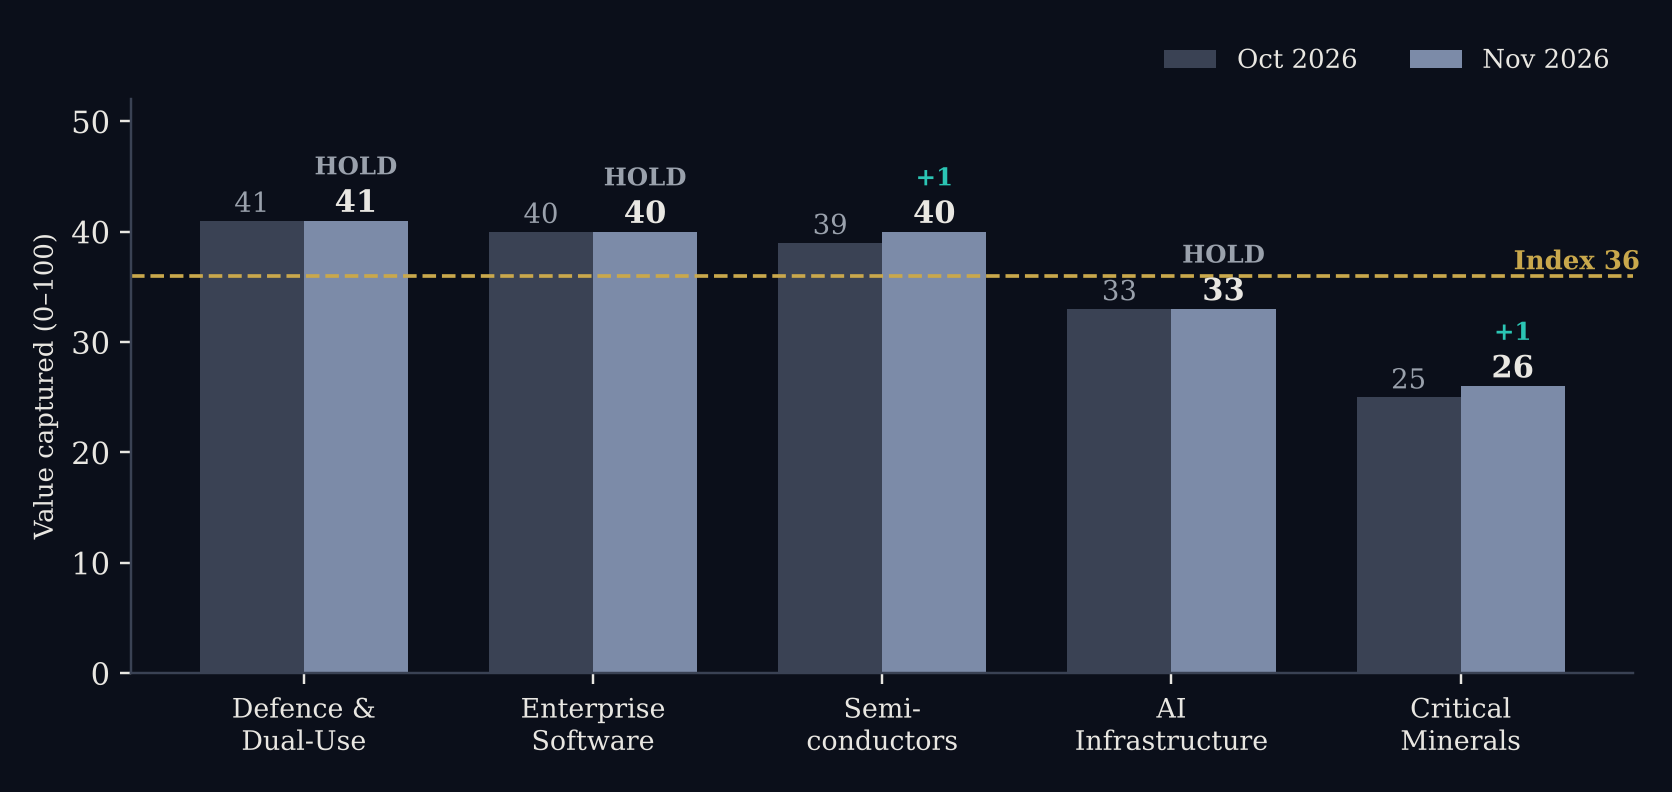 Oct 2026
Nov 2026
Value captured (0–100)
50
40
30
20
10
0
HOLD
41
41
HOLD
40
40
+1
39
40
HOLD
33
33
+1
25
26
Index 36
Defence &
Dual-Use
Enterprise
Software
Semi-
conductors
AI
Infrastructure
Critical
Minerals